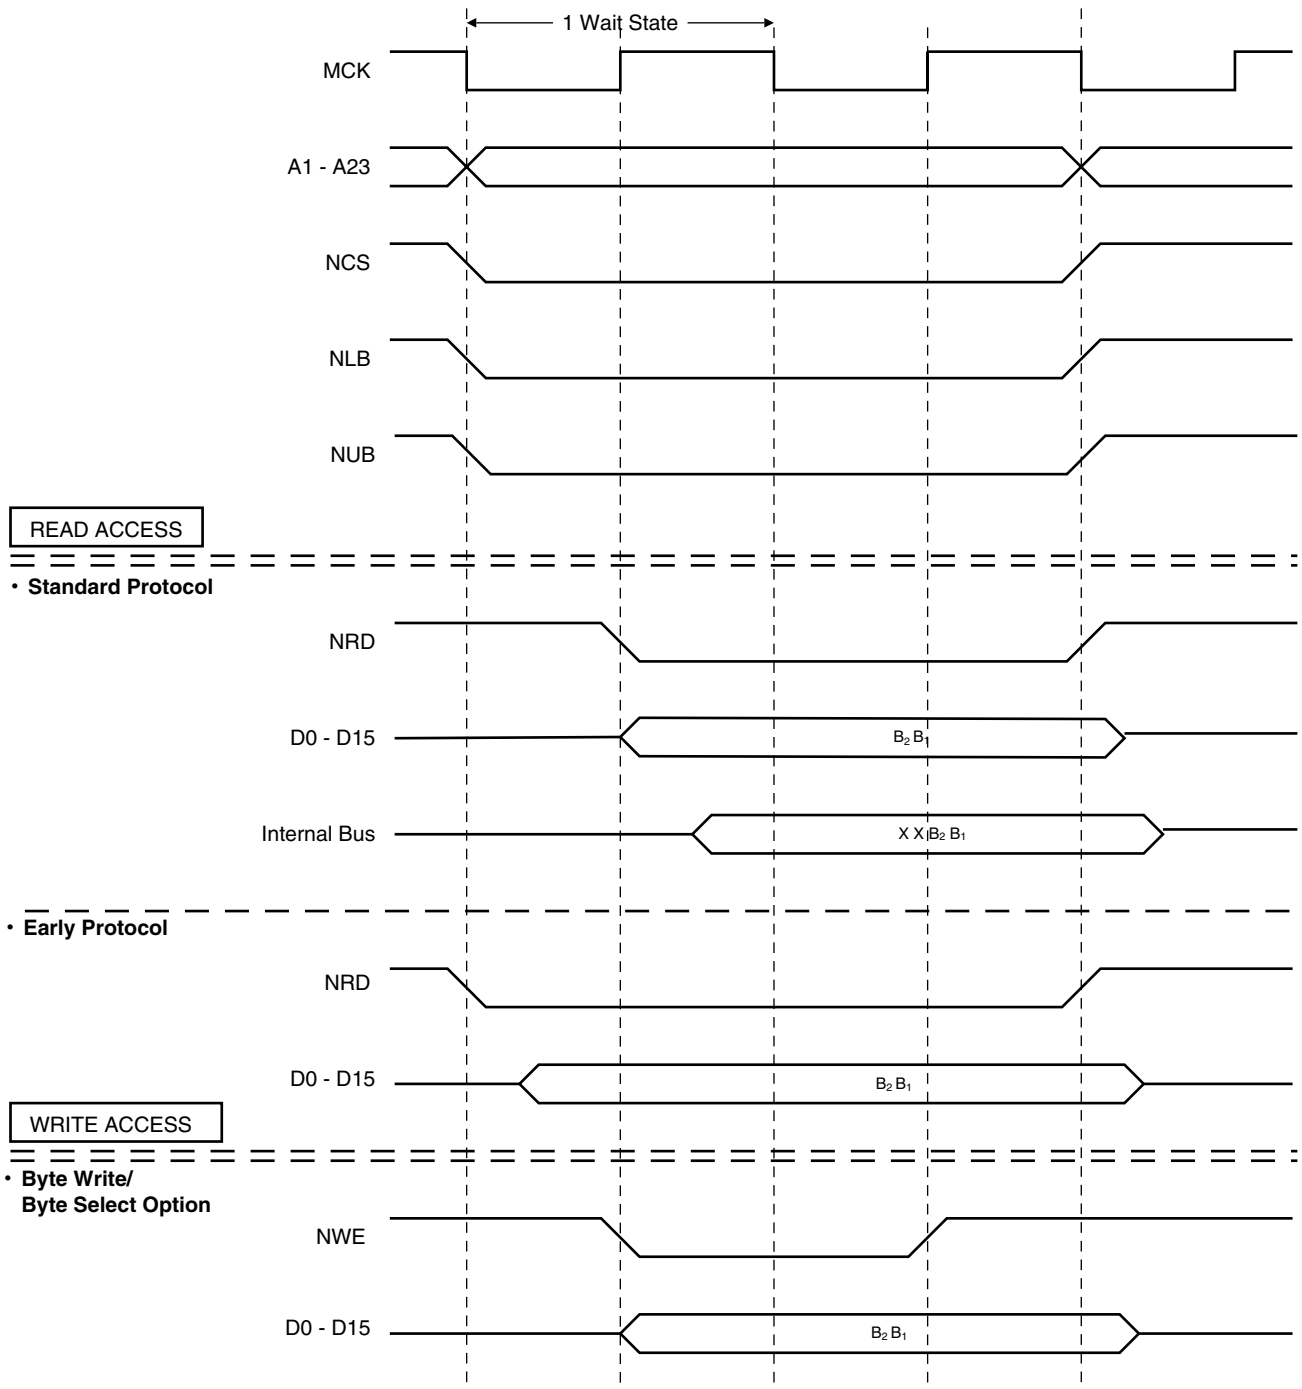 1 Wait State
MCK
A1 - A23
NCS
NLB
NUB
READ ACCESS
• Standard Protocol
NRD
D0 - D15
B₂ B₁
Internal Bus
X X B₂ B₁
• Early Protocol
NRD
D0 - D15
B₂ B₁
WRITE ACCESS
• Byte Write/
Byte Select Option
NWE
D0 - D15
B₂ B₁